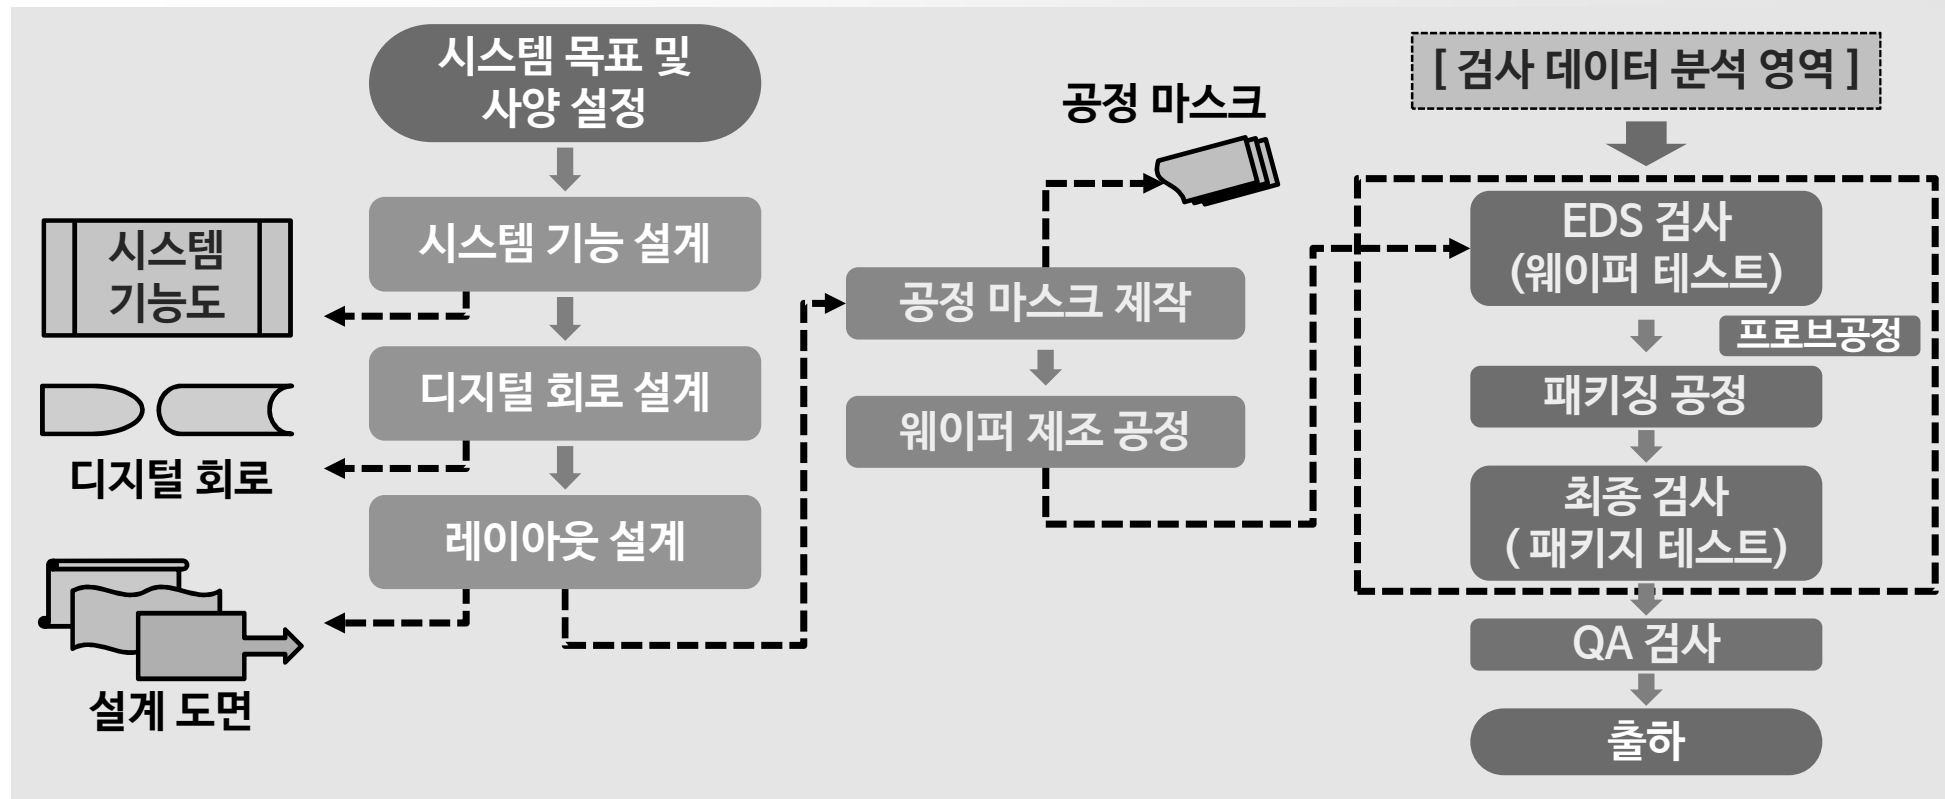 시스템 목표 및
사양 설정
시스템 기능 설계
시스템
기능도
디지털 회로 설계
디지털 회로
레이아웃 설계
설계 도면
공정 마스크
공정 마스크 제작
웨이퍼 제조 공정
[ 검사 데이터 분석 영역 ]
EDS 검사
(웨이퍼 테스트)
프로브공정
패키징 공정
최종 검사
( 패키지 테스트)
QA 검사
출하